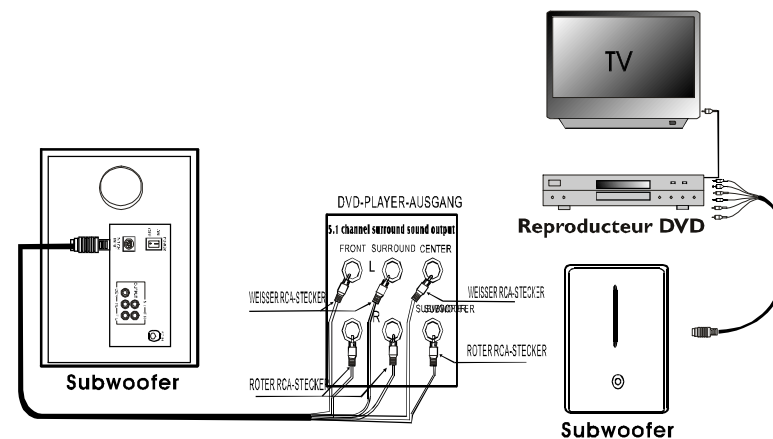 TV
DVD-PLAYER-AUSGANG
5.1 channel surround sound output
FRONT SURROUND CENTER
L
WEISSER RCA-STECKER
WEISSER RCA-STECKER
R
SUBWOOFER
ROTER RCA-STECKER
ROTER RCA-STECKER
Subwoofer
Reproducteur DVD
Subwoofer